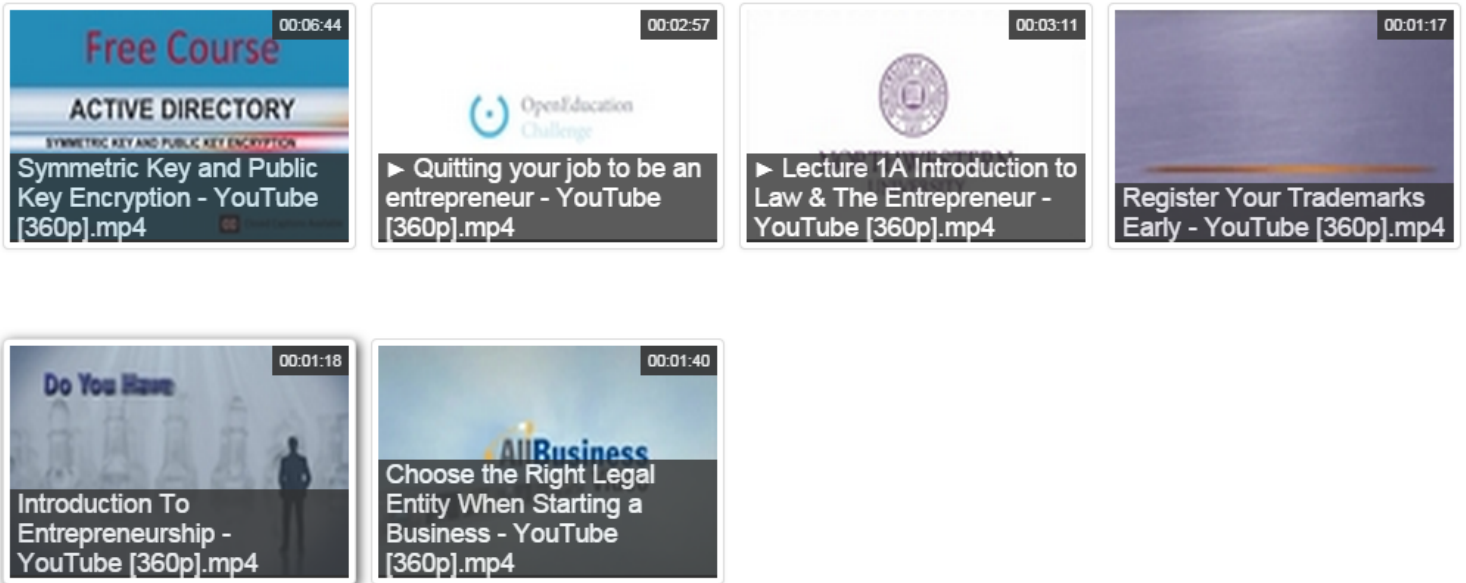 00:06:44
Free Course
ACTIVE DIRECTORY
SYMMETRIC KEY AND PUBLIC KEY ENCRYPTION
Symmetric Key and Public
Key Encryption - YouTube
[360p].mp4
00:02:57
OpenEducation
Challenge
► Quitting your job to be an
entrepreneur - YouTube
[360p].mp4
00:03:11
NORTHWESTERN
UNIVERSITY
► Lecture 1A Introduction to
Law & The Entrepreneur -
YouTube [360p].mp4
00:01:17
Register Your Trademarks
Early - YouTube [360p].mp4
00:01:18
Do You Have
Introduction To
Entrepreneurship -
YouTube [360p].mp4
00:01:40
AllBusiness
Choose the Right Legal
Entity When Starting a
Business - YouTube
[360p].mp4